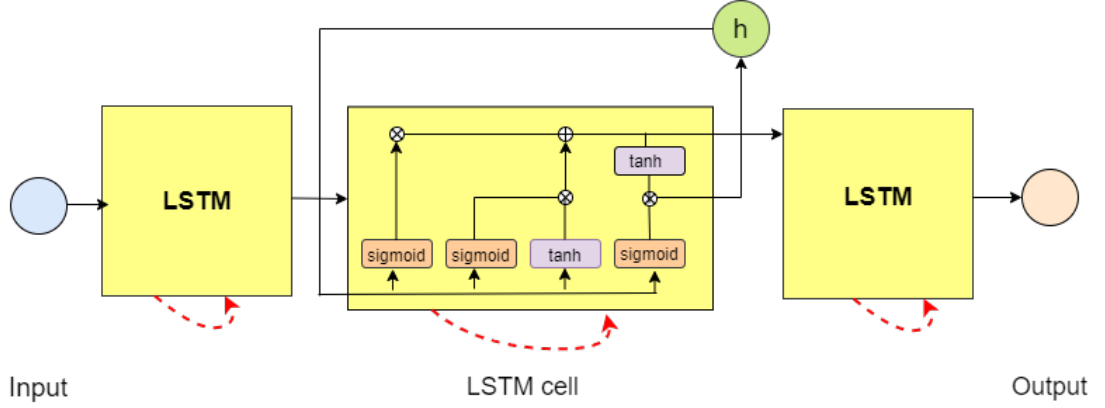 h
tanh
LSTM
LSTM
sigmoid
sigmoid
tanh
sigmoid
Input
LSTM cell
Output